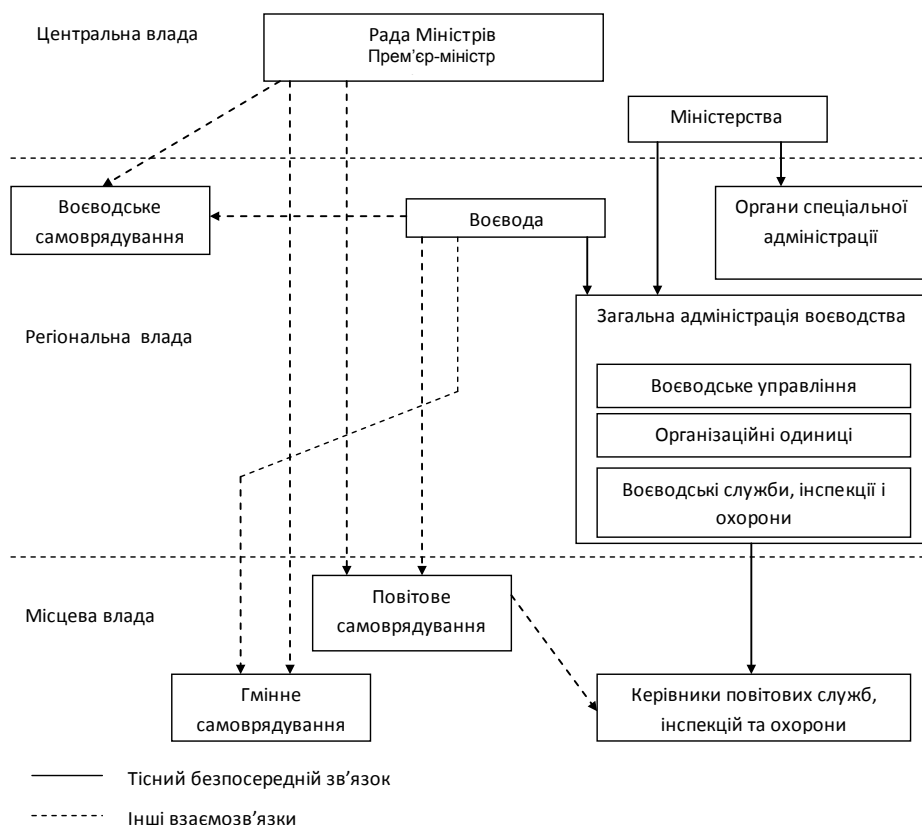 Центральна влада
Рада Міністрів
Прем’єр-міністр
Міністерства
Воєводське
самоврядування
Воєвода
Органи спеціальної
адміністрації
Регіональна влада
Загальна адміністрація воєводства
Воєводське управління
Організаційні одиниці
Воєводські служби, інспекції і
охорони
Місцева влада
Повітове
самоврядування
Гмінне
самоврядування
Керівники повітових служб,
інспекцій та охорони
Тісний безпосередній зв’язок
Інші взаємозв’язки